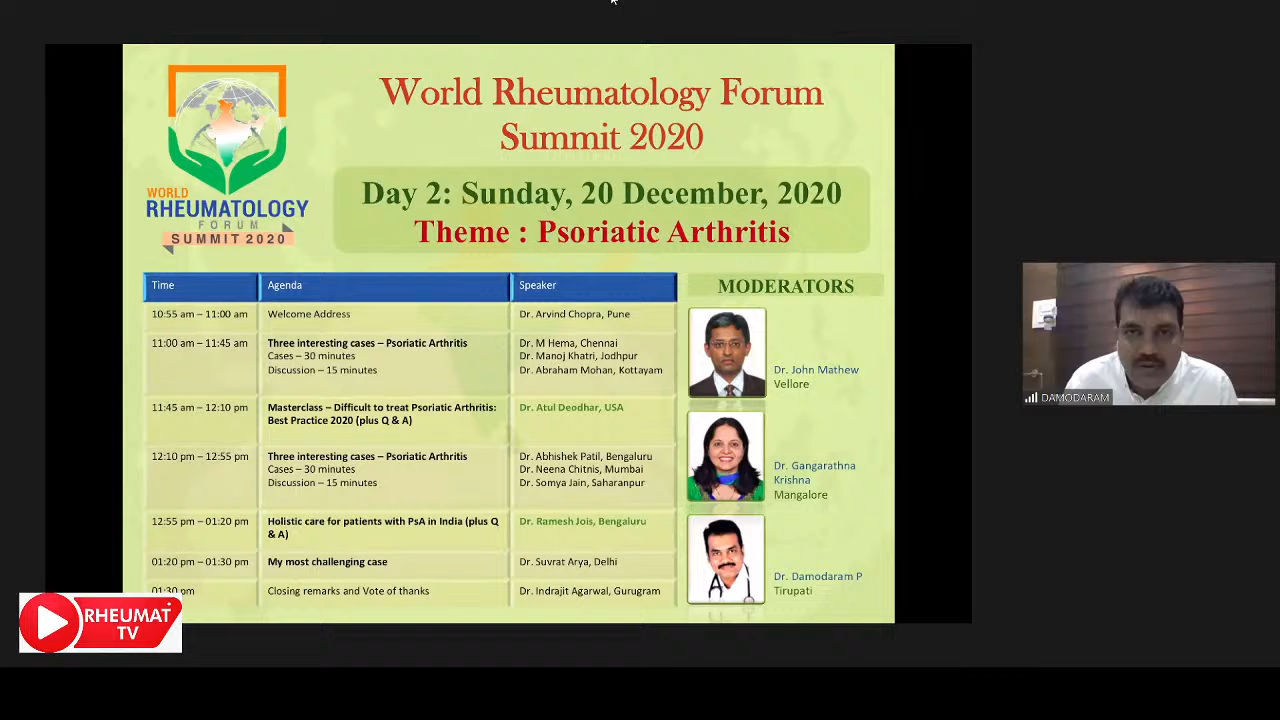 World Rheumatology Forum
Summit 2020
WORLD
RHEUMATOLOGY
FORUM
SUMMIT 2020
Day 2: Sunday, 20 December, 2020
Theme : Psoriatic Arthritis
Time Agenda Speaker
10:55 am – 11:00 am Welcome Address Dr. Arvind Chopra, Pune
11:00 am – 11:45 am Three interesting cases – Psoriatic Arthritis Dr. M Hema, Chennai
Cases – 30 minutes Dr. Manoj Khatri, Jodhpur
Discussion – 15 minutes Dr. Abraham Mohan, Kottayam
11:45 am – 12:10 pm Masterclass – Difficult to treat Psoriatic Arthritis: Dr. Atul Deodhar, USA
Best Practice 2020 (plus Q & A)
12:10 pm – 12:55 pm Three interesting cases – Psoriatic Arthritis Dr. Abhishek Patil, Bengaluru
Cases – 30 minutes Dr. Neena Chitnis, Mumbai
Discussion – 15 minutes Dr. Somya Jain, Saharanpur
12:55 pm – 01:20 pm Holistic care for patients with PsA in India (plus Q Dr. Ramesh Jois, Bengaluru
& A)
01:20 pm – 01:30 pm My most challenging case Dr. Suvrat Arya, Delhi
01:30 pm Closing remarks and Vote of thanks Dr. Indrajit Agarwal, Gurugram
MODERATORS
Dr. John Mathew
Vellore
Dr. Gangarathna
Krishna
Mangalore
Dr. Damodaram P
Tirupati
DAMODARAM
RHEUMAT
TV